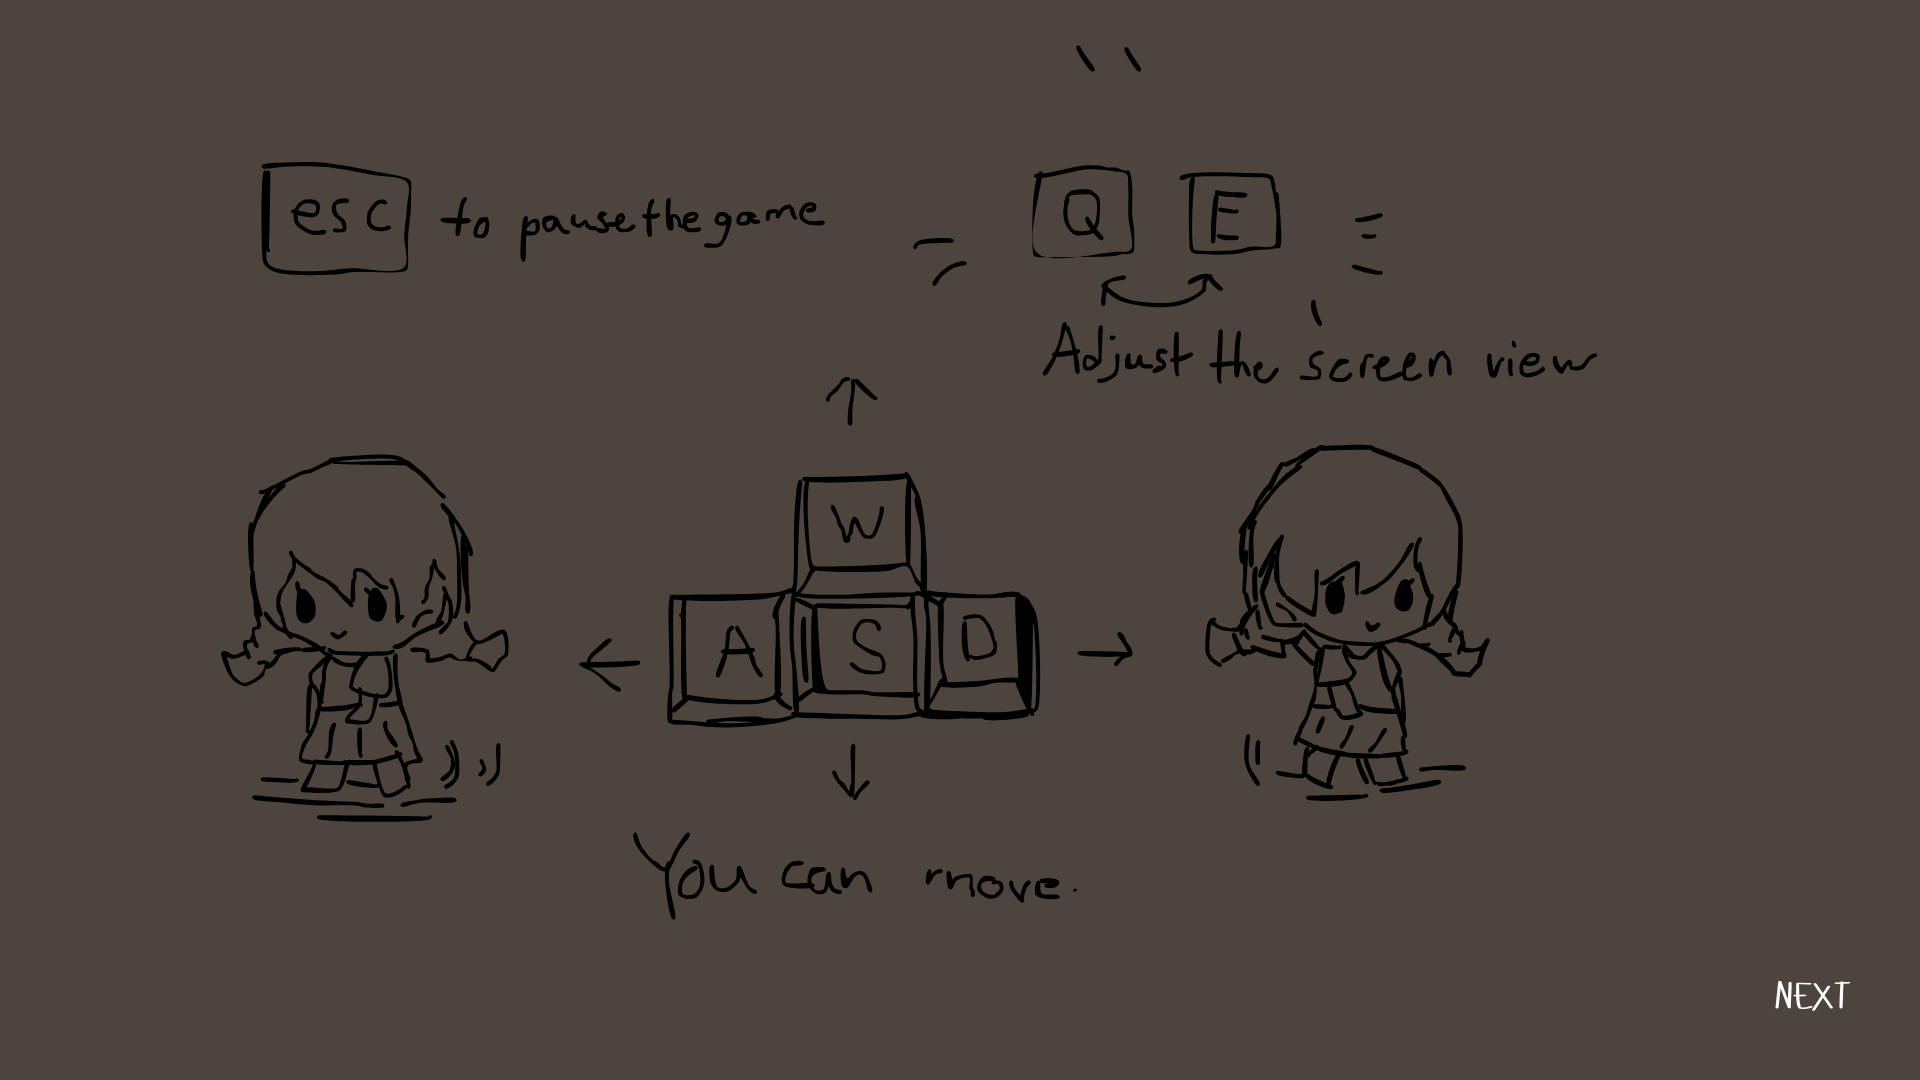 esc to pause the game
Q E
Adjust the screen view
W
A S D
You can move.
NEXT